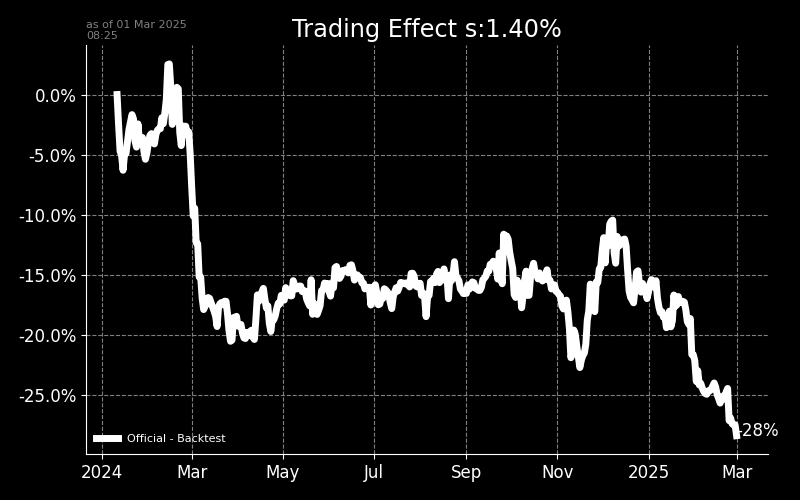 as of 01 Mar 2025
08:25
Trading Effect s:1.40%
0.0%
-5.0%
-10.0%
-15.0%
-20.0%
-25.0%
-28%
Official - Backtest
2024 Mar May Jul Sep Nov 2025 Mar